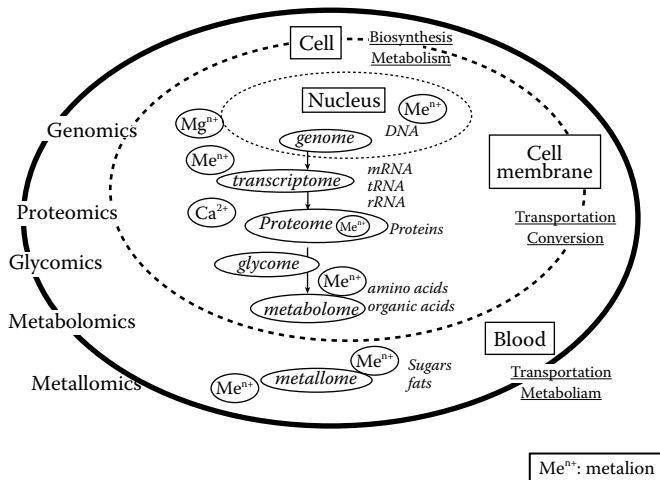 Cell
Biosynthesis
Metabolism
Nucleus
Meⁿ⁺
Mgⁿ⁺
DNA
Genomics
genome
Cell
membrane
Meⁿ⁺
mRNA
transcriptome
tRNA
rRNA
Proteomics
Ca²⁺
Proteome
Meⁿ⁺
Proteins
Transportation
Conversion
Glycomics
glycome
Meⁿ⁺
amino acids
organic acids
metabolome
Metabolomics
Blood
Meⁿ⁺
Sugars
fats
Metallomics
Meⁿ⁺
metallome
Transportation
Metaboliam
Meⁿ⁺: metalion